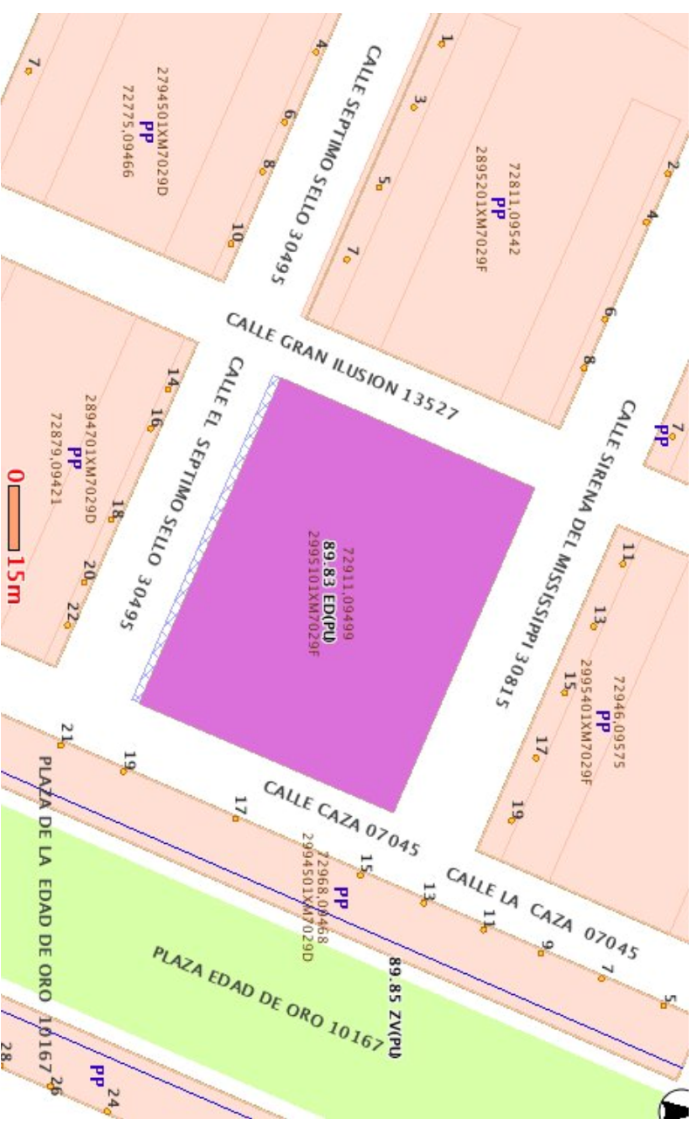 7
2794501XM7029D
PP
72775,09466
4
6
8
10
CALLE SEPTIMO SELLO 30495
1
3
5
7
72811,09542
PP
2895201XM7029F
2
4
6
8
7
PP
CALLE GRAN ILUSION 13527
CALLE SIRENA DEL MISSISSIPPI 30815
CALLE EL SEPTIMO SELLO 30495
14
16
18
20
22
2894701XM7029D
PP
72879,09421
0 15m
72911,09499
89.83 ED(PU)
2995101XM7029F
11
13
15
17
19
72946,09575
PP
2995401XM7029F
CALLE CAZA 07045
CALLE LA CAZA 07045
21
19
17
15
13
11
9
7
5
PP
72968,09468
2994501XM7029D
PLAZA DE LA EDAD DE ORO 10167
PLAZA EDAD DE ORO 10167
89.85 ZV(PU)
PP
24
26
28